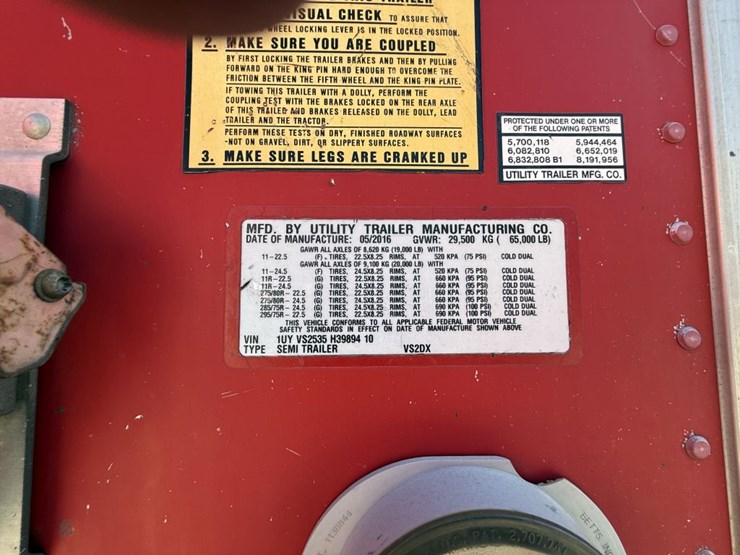 VISUAL CHECK TO ASSURE THAT
WHEEL LOCKING LEVER IS IN THE LOCKED POSITION.
2. MAKE SURE YOU ARE COUPLED
BY FIRST LOCKING THE TRAILER BRAKES AND THEN BY PULLING
FORWARD ON THE KING PIN HARD ENOUGH TO OVERCOME THE
FRICTION BETWEEN THE FIFTH WHEEL AND THE KING PIN PLATE.
IF TOWING THIS TRAILER WITH A DOLLY, PERFORM THE
COUPLING TEST WITH THE BRAKES LOCKED ON THE REAR AXLE
OF THIS TRAILER AND BRAKES RELEASED ON THE DOLLY, LEAD
TRAILER AND THE TRACTOR.
PERFORM THESE TESTS ON DRY, FINISHED ROADWAY SURFACES
-NOT ON GRAVEL, DIRT, OR SLIPPERY SURFACES.
3. MAKE SURE LEGS ARE CRANKED UP
PROTECTED UNDER ONE OR MORE
OF THE FOLLOWING PATENTS
5,700,118 5,944,464
6,082,810 6,652,019
6,832,808 B1 8,191,956
UTILITY TRAILER MFG. CO.
MFD. BY UTILITY TRAILER MANUFACTURING CO.
DATE OF MANUFACTURE: 05/2016 GVWR: 29,500 KG ( 65,000 LB)
GAWR ALL AXLES OF 8,620 KG (19,000 LB) WITH
11-22.5 (F) TIRES, 22.5X8.25 RIMS, AT 520 KPA (75 PSI) COLD DUAL
GAWR ALL AXLES OF 9,100 KG (20,000 LB) WITH
11-24.5 (F) TIRES, 24.5X8.25 RIMS, AT 520 KPA (75 PSI) COLD DUAL
11R-22.5 (G) TIRES, 22.5X8.25 RIMS, AT 660 KPA (95 PSI) COLD DUAL
11R-24.5 (G) TIRES, 24.5X8.25 RIMS, AT 660 KPA (95 PSI) COLD DUAL
275/80R-22.5 (G) TIRES, 22.5X8.25 RIMS, AT 660 KPA (95 PSI) COLD DUAL
275/80R-24.5 (G) TIRES, 24.5X8.25 RIMS, AT 660 KPA (95 PSI) COLD DUAL
285/75R-24.5 (G) TIRES, 24.5X8.25 RIMS, AT 690 KPA (100 PSI) COLD DUAL
295/75R-22.5 (G) TIRES, 22.5X8.25 RIMS, AT 690 KPA (100 PSI) COLD DUAL
THIS VEHICLE CONFORMS TO ALL APPLICABLE FEDERAL MOTOR VEHICLE
SAFETY STANDARDS IN EFFECT ON DATE OF MANUFACTURE SHOWN ABOVE
VIN 1UY VS2535 H39894 10
TYPE SEMI TRAILER VS2DX
PAT. 2,707,
BETTS